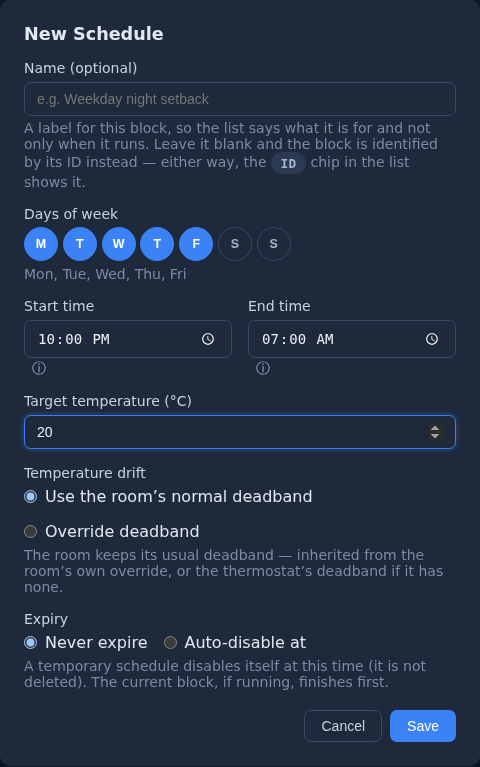 New Schedule
Name (optional)
e.g. Weekday night setback
A label for this block, so the list says what it is for and not
only when it runs. Leave it blank and the block is identified
by its ID instead — either way, the ID chip in the list
shows it.
Days of week
M T W T F S S
Mon, Tue, Wed, Thu, Fri
Start time End time
10:00 PM 07:00 AM
ⓘ ⓘ
Target temperature (°C)
20
Temperature drift
Use the room’s normal deadband
Override deadband
The room keeps its usual deadband — inherited from the
room’s own override, or the thermostat’s deadband if it has
none.
Expiry
Never expire Auto-disable at
A temporary schedule disables itself at this time (it is not
deleted). The current block, if running, finishes first.
Cancel Save